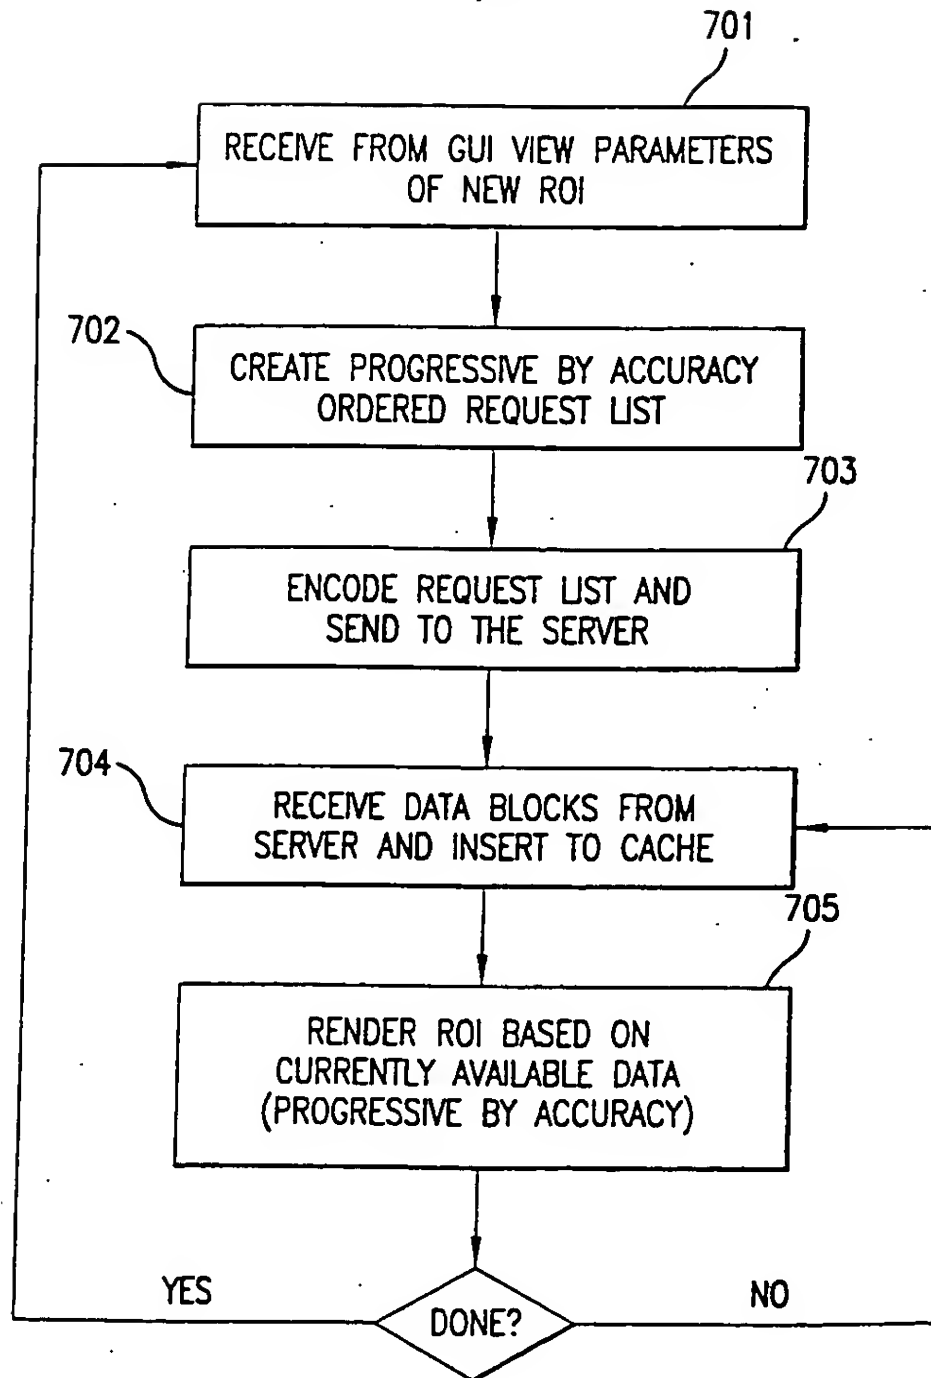 701
RECEIVE FROM GUI VIEW PARAMETERS
OF NEW ROI
702
CREATE PROGRESSIVE BY ACCURACY
ORDERED REQUEST LIST
703
ENCODE REQUEST LIST AND
SEND TO THE SERVER
704
RECEIVE DATA BLOCKS FROM
SERVER AND INSERT TO CACHE
705
RENDER ROI BASED ON
CURRENTLY AVAILABLE DATA
(PROGRESSIVE BY ACCURACY)
YES
DONE?
NO